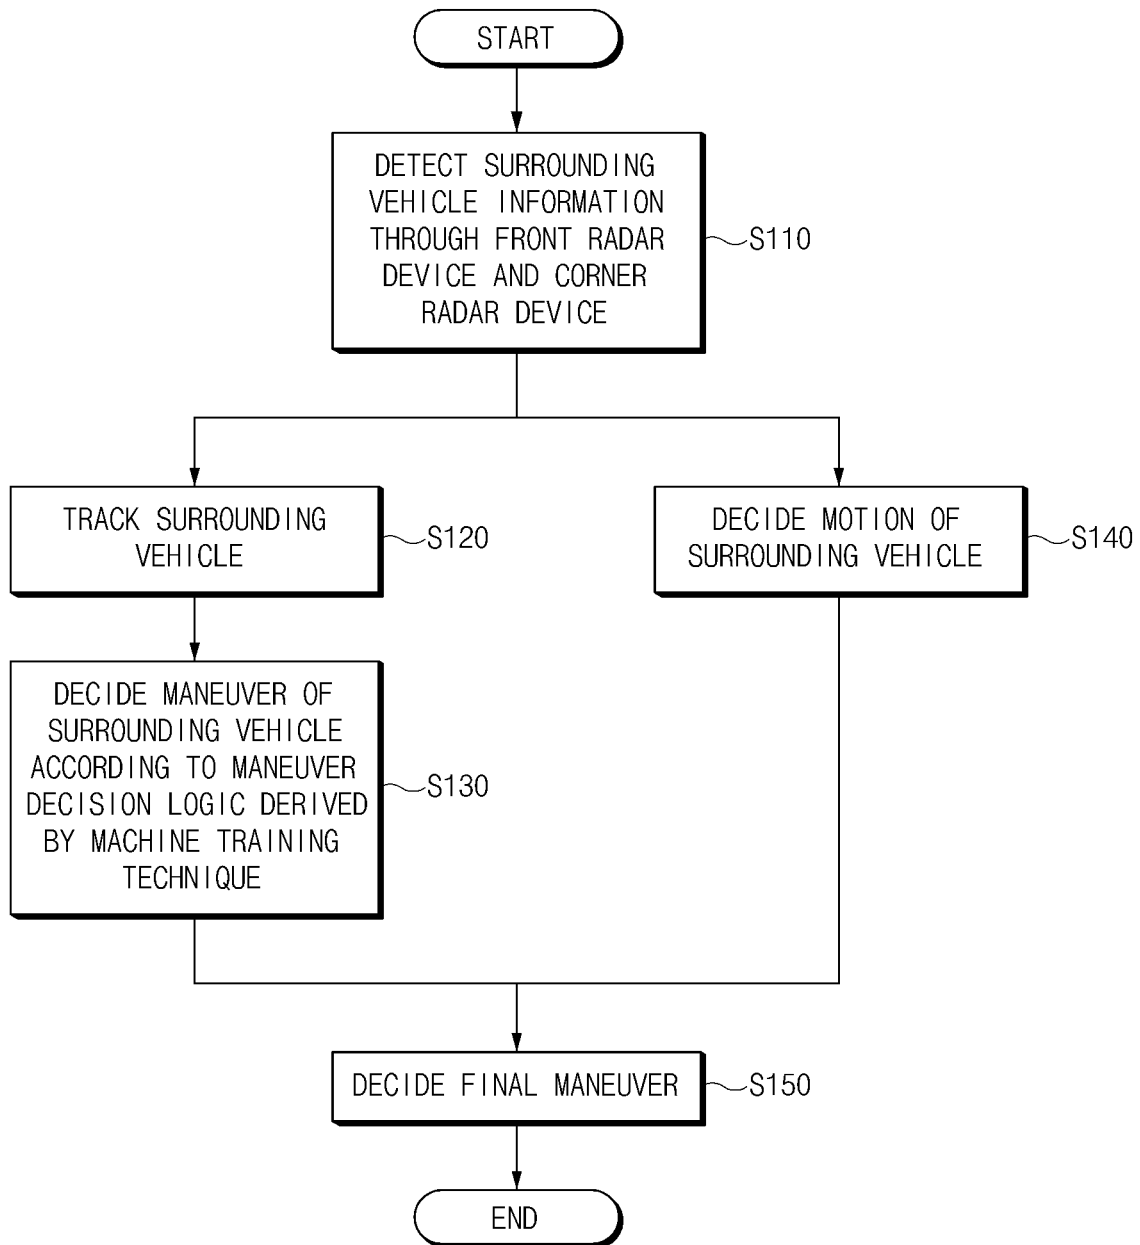 START
DETECT SURROUNDING
VEHICLE INFORMATION
THROUGH FRONT RADAR
DEVICE AND CORNER
RADAR DEVICE
S110
TRACK SURROUNDING
VEHICLE
S120
DECIDE MOTION OF
SURROUNDING VEHICLE
S140
DECIDE MANEUVER OF
SURROUNDING VEHICLE
ACCORDING TO MANEUVER
DECISION LOGIC DERIVED
BY MACHINE TRAINING
TECHNIQUE
S130
DECIDE FINAL MANEUVER
S150
END